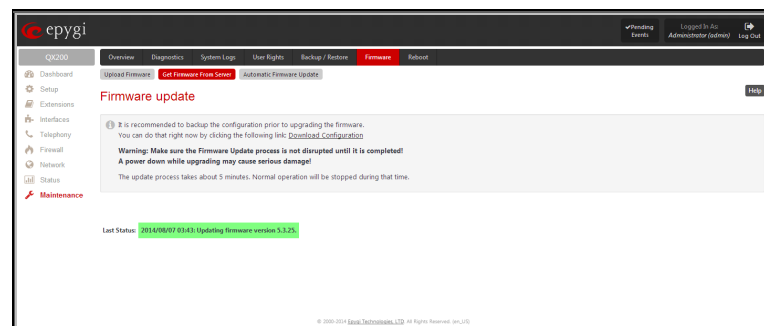 epygi
Pending Events
Logged In As:
Administrator (admin)
Log Out
QX200
Overview Diagnostics System Logs User Rights Backup / Restore Firmware Reboot
Dashboard
Setup
Extensions
Interfaces
Telephony
Firewall
Network
Status
Maintenance
Upload Firmware Get Firmware From Server Automatic Firmware Update
Firmware update
Help
It is recommended to backup the configuration prior to upgrading the firmware.
You can do that right now by clicking the following link: Download Configuration
Warning: Make sure the Firmware Update process is not disrupted until it is completed!
A power down while upgrading may cause serious damage!
The update process takes about 5 minutes. Normal operation will be stopped during that time.
Last Status: 2014/08/07 03:43: Updating firmware version 5.3.25.
© 2000-2014 Epygi Technologies, LTD. All Rights Reserved. (en_US)